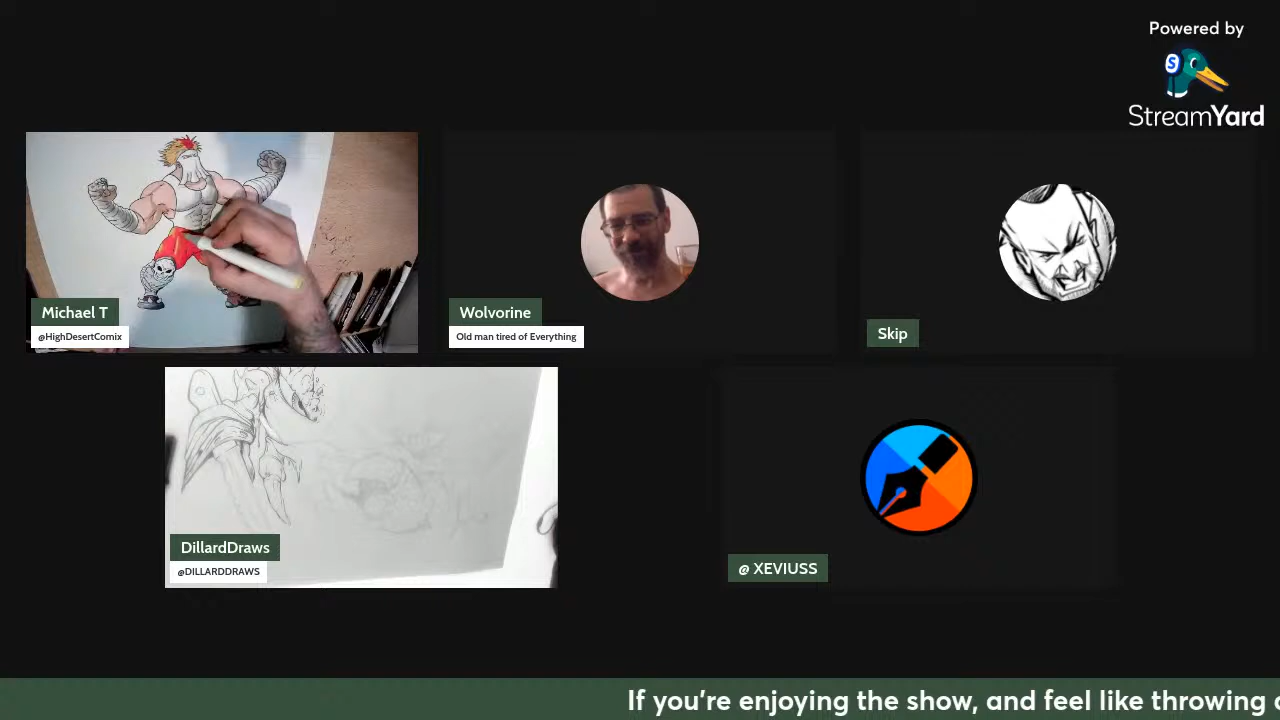 Powered by
StreamYard
Michael T
@HighDesertComix
Wolvorine
Old man tired of Everything
Skip
DillardDraws
@DILLARDDRAWS
@ XEVIUSS
If you're enjoying the show, and feel like throwing